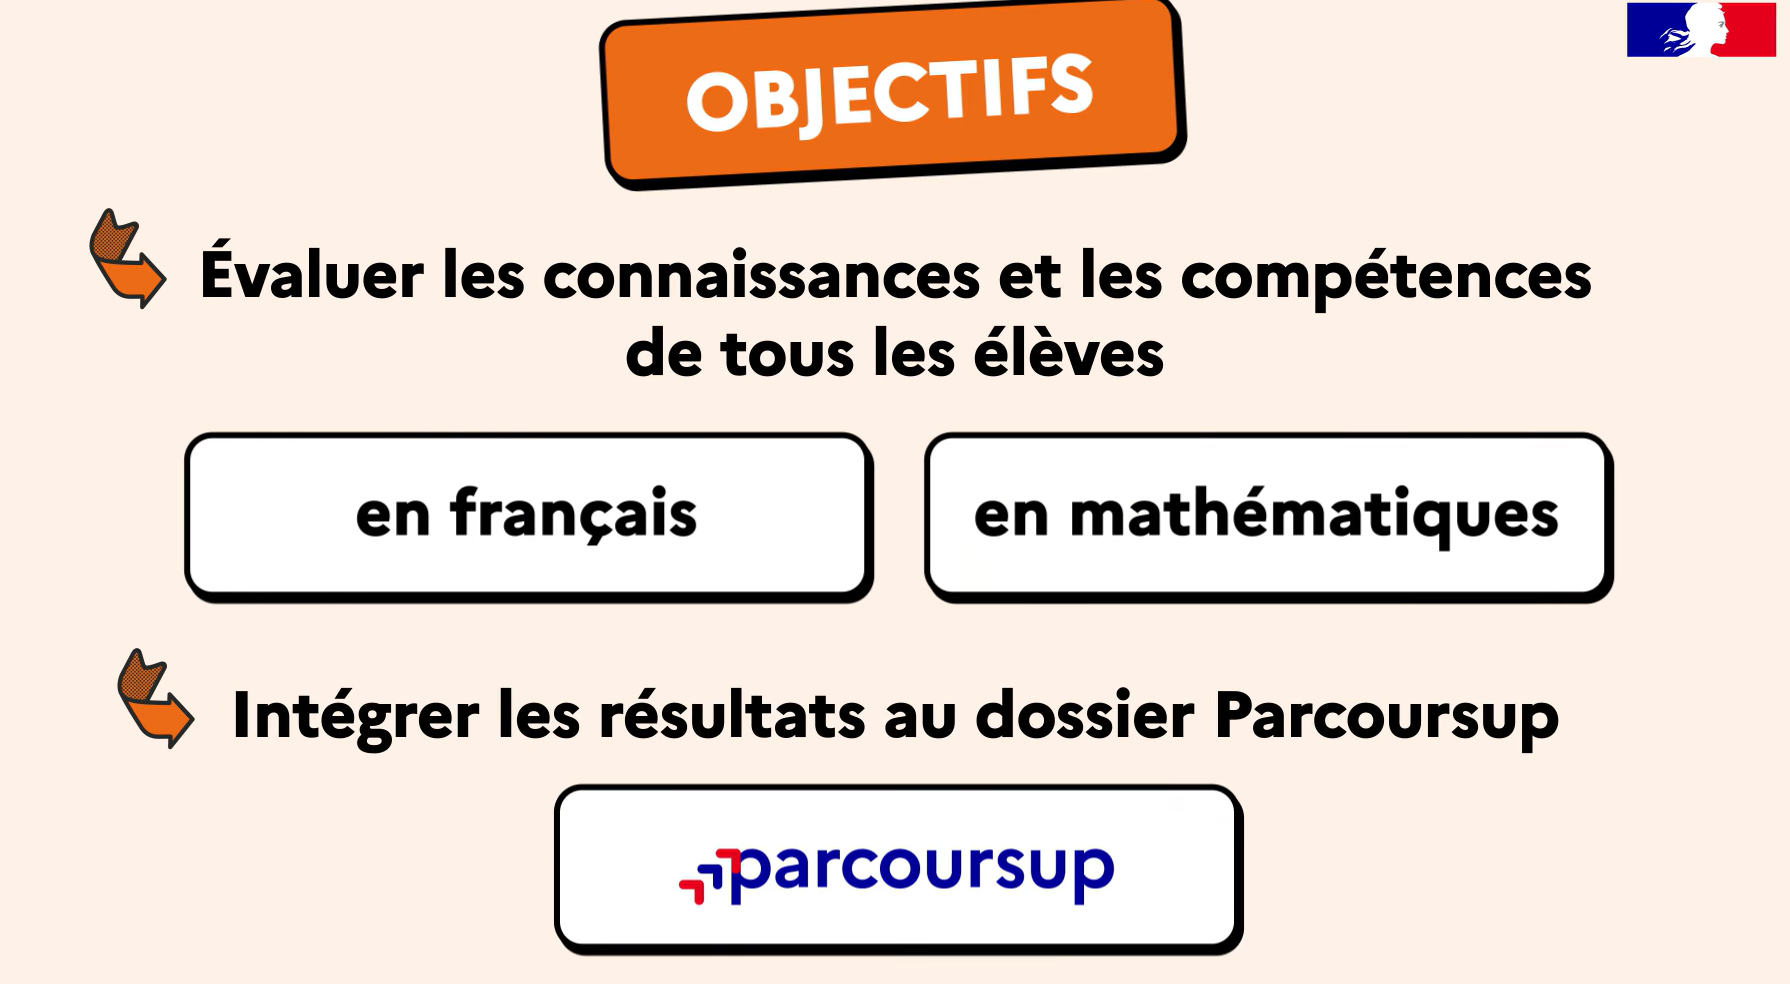 OBJECTIFS
Évaluer les connaissances et les compétences
de tous les élèves
en français
en mathématiques
Intégrer les résultats au dossier Parcoursup
parcoursup